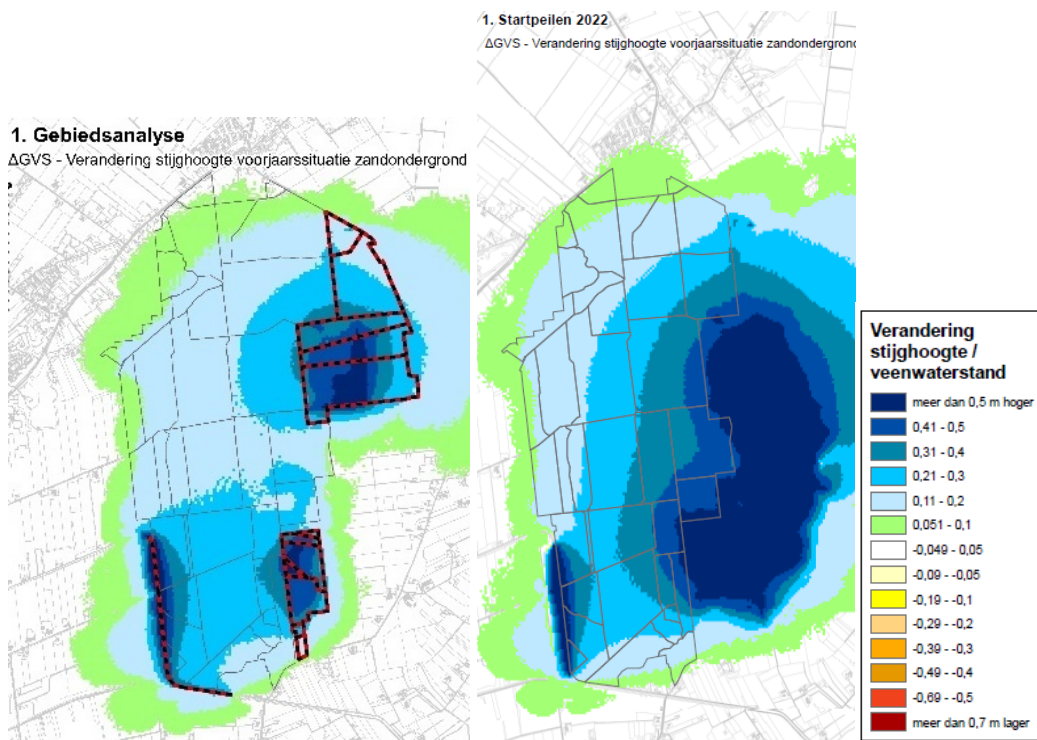 1. Gebiedsanalyse
ΔGVS - Verandering stijghoogte voorjaarssituatie zandondergrond
1. Startpeilen 2022
ΔGVS - Verandering stijghoogte voorjaarssituatie zandondergrond
Verandering
stijghoogte /
veenwaterstand
meer dan 0,5 m hoger
0,41 - 0,5
0,31 - 0,4
0,21 - 0,3
0,11 - 0,2
0,051 - 0,1
-0,049 - 0,05
-0,09 - -0,05
-0,19 - -0,1
-0,29 - -0,2
-0,39 - -0,3
-0,49 - -0,4
-0,69 - -0,5
meer dan 0,7 m lager